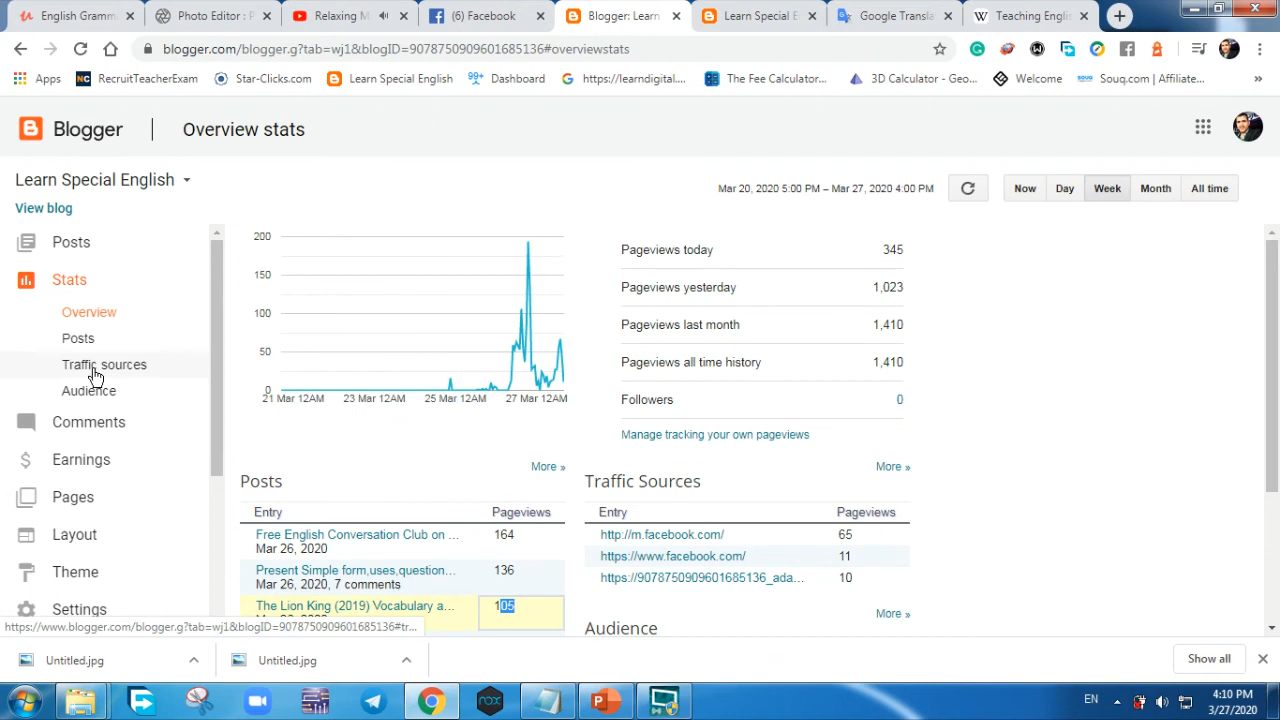 English Gramm
Photo Editor : P
Relaxing M
(6) Facebook
Blogger: Learn
Special E
Google Trans
Teaching Engl
blogger.com/blogger.g?tab=wj1&blogID=9078750909601685136#overviewstats
Apps
RecruitTeacherExam
Star-Clicks.com
Learn Special English
Dashboard
https://learndigital...
The Fee Calculator...
3D Calculator - Geo...
Welcome
Souq.com | Affiliate...
»
Blogger
Overview stats
Learn Special English
View blog
Mar 20, 2020 5:00 PM – Mar 27, 2020 4:00 PM
Now
Day
Week
Month
All time
Posts
Stats
Overview
Posts
Traffic sources
Audience
Comments
Earnings
Pages
Layout
Theme
Settings
200
150
100
50
0
21 Mar 12AM
23 Mar 12AM
25 Mar 12AM
27 Mar 12AM
Pageviews today 345
Pageviews yesterday 1,023
Pageviews last month 1,410
Pageviews all time history 1,410
Followers 0
Manage tracking your own pageviews
More »
Posts
Entry Pageviews
Free English Conversation Club on ... 164
Mar 26, 2020
Present Simple form,uses,question... 136
Mar 26, 2020, 7 comments
The Lion King (2019) Vocabulary a... 105
More »
Traffic Sources
Entry Pageviews
http://m.facebook.com/ 65
https://www.facebook.com/ 11
https://9078750909601685136_ada... 10
More »
Audience
https://www.blogger.com/blogger.g?tab=wj1&blogID=9078750909601685136#tr...
Untitled.jpg
Untitled.jpg
Show all
EN
4:10 PM
3/27/2020